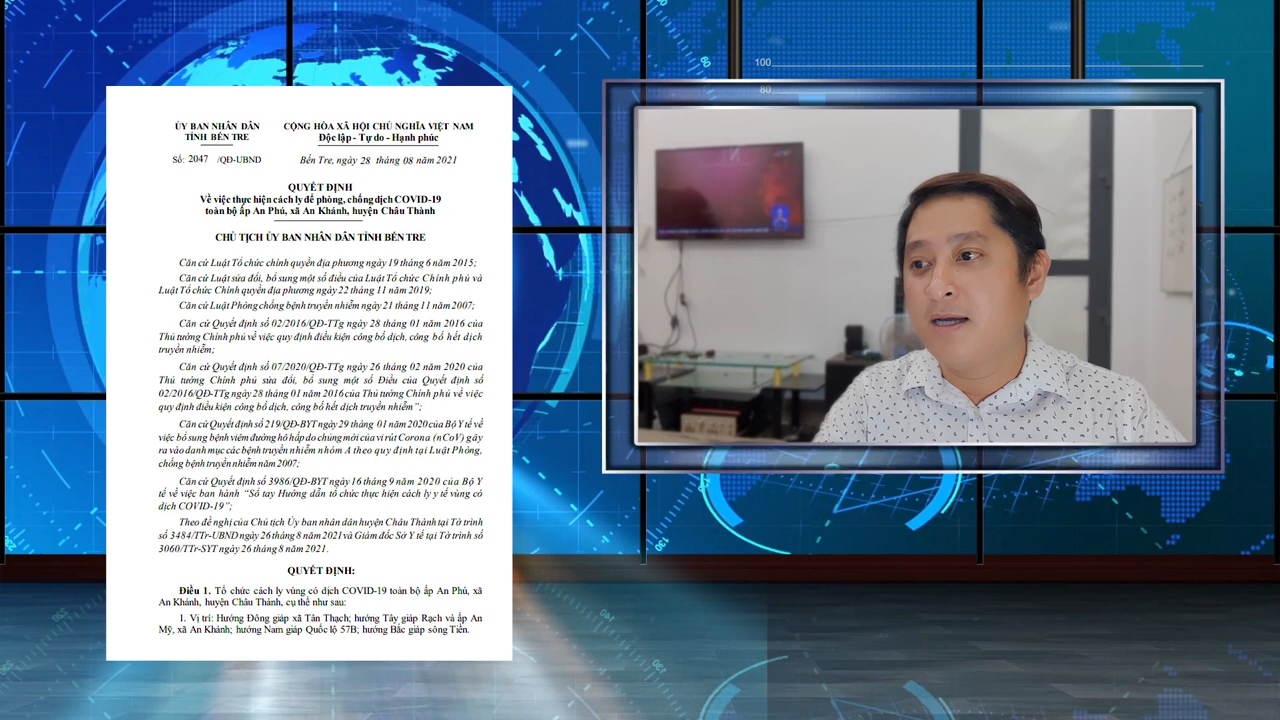 ỦY BAN NHÂN DÂN
TỈNH BẾN TRE
CỘNG HÒA XÃ HỘI CHỦ NGHĨA VIỆT NAM
Độc lập - Tự do - Hạnh phúc
Số: 2047 /QĐ-UBND
Bến Tre, ngày 28 tháng 08 năm 2021
QUYẾT ĐỊNH
Về việc thực hiện cách ly để phòng, chống dịch COVID-19
toàn bộ ấp An Phú, xã An Khánh, huyện Châu Thành
CHỦ TỊCH ỦY BAN NHÂN DÂN TỈNH BẾN TRE
Căn cứ Luật Tổ chức chính quyền địa phương ngày 19 tháng 6 năm 2015;
Căn cứ Luật sửa đổi, bổ sung một số điều của Luật Tổ chức Chính phủ và
Luật Tổ chức Chính quyền địa phương ngày 22 tháng 11 năm 2019;
Căn cứ Luật Phòng chống bệnh truyền nhiễm ngày 21 tháng 11 năm 2007;
Căn cứ Quyết định số 02/2016/QĐ-TTg ngày 28 tháng 01 năm 2016 của
Thủ tướng Chính phủ về việc quy định điều kiện công bố dịch, công bố hết dịch
truyền nhiễm;
Căn cứ Quyết định số 07/2020/QĐ-TTg ngày 26 tháng 02 năm 2020 của
Thủ tướng Chính phủ sửa đổi, bổ sung một số Điều của Quyết định số
02/2016/QĐ-TTg ngày 28 tháng 01 năm 2016 của Thủ tướng Chính phủ về việc
quy định điều kiện công bố dịch, công bố hết dịch truyền nhiễm";
Căn cứ Quyết định số 219/QĐ-BYT ngày 29 tháng 01 năm 2020 của Bộ Y tế về
việc bổ sung bệnh viêm đường hô hấp do chủng mới của vi rút Corona (nCoV) gây
ra vào danh mục các bệnh truyền nhiễm nhóm A theo quy định tại Luật Phòng,
chống bệnh truyền nhiễm năm 2007;
Căn cứ Quyết định số 3986/QĐ-BYT ngày 16 tháng 9 năm 2020 của Bộ Y
tế về việc ban hành "Sổ tay Hướng dẫn tổ chức thực hiện cách ly y tế vùng có
dịch COVID-19";
Theo đề nghị của Chủ tịch Ủy ban nhân dân huyện Châu Thành tại Tờ trình
số 3484/TTr-UBND ngày 26 tháng 8 năm 2021 và Giám đốc Sở Y tế tại Tờ trình số
3060/TTr-SYT ngày 26 tháng 8 năm 2021.
QUYẾT ĐỊNH:
Điều 1. Tổ chức cách ly vùng có dịch COVID-19 toàn bộ ấp An Phú, xã
An Khánh, huyện Châu Thành, cụ thể như sau:
1. Vị trí: Hướng Đông giáp xã Tân Thạch; hướng Tây giáp Rạch và ấp An
Mỹ, xã An Khánh; hướng Nam giáp Quốc lộ 57B; hướng Bắc giáp sông Tiền.
100
80
60